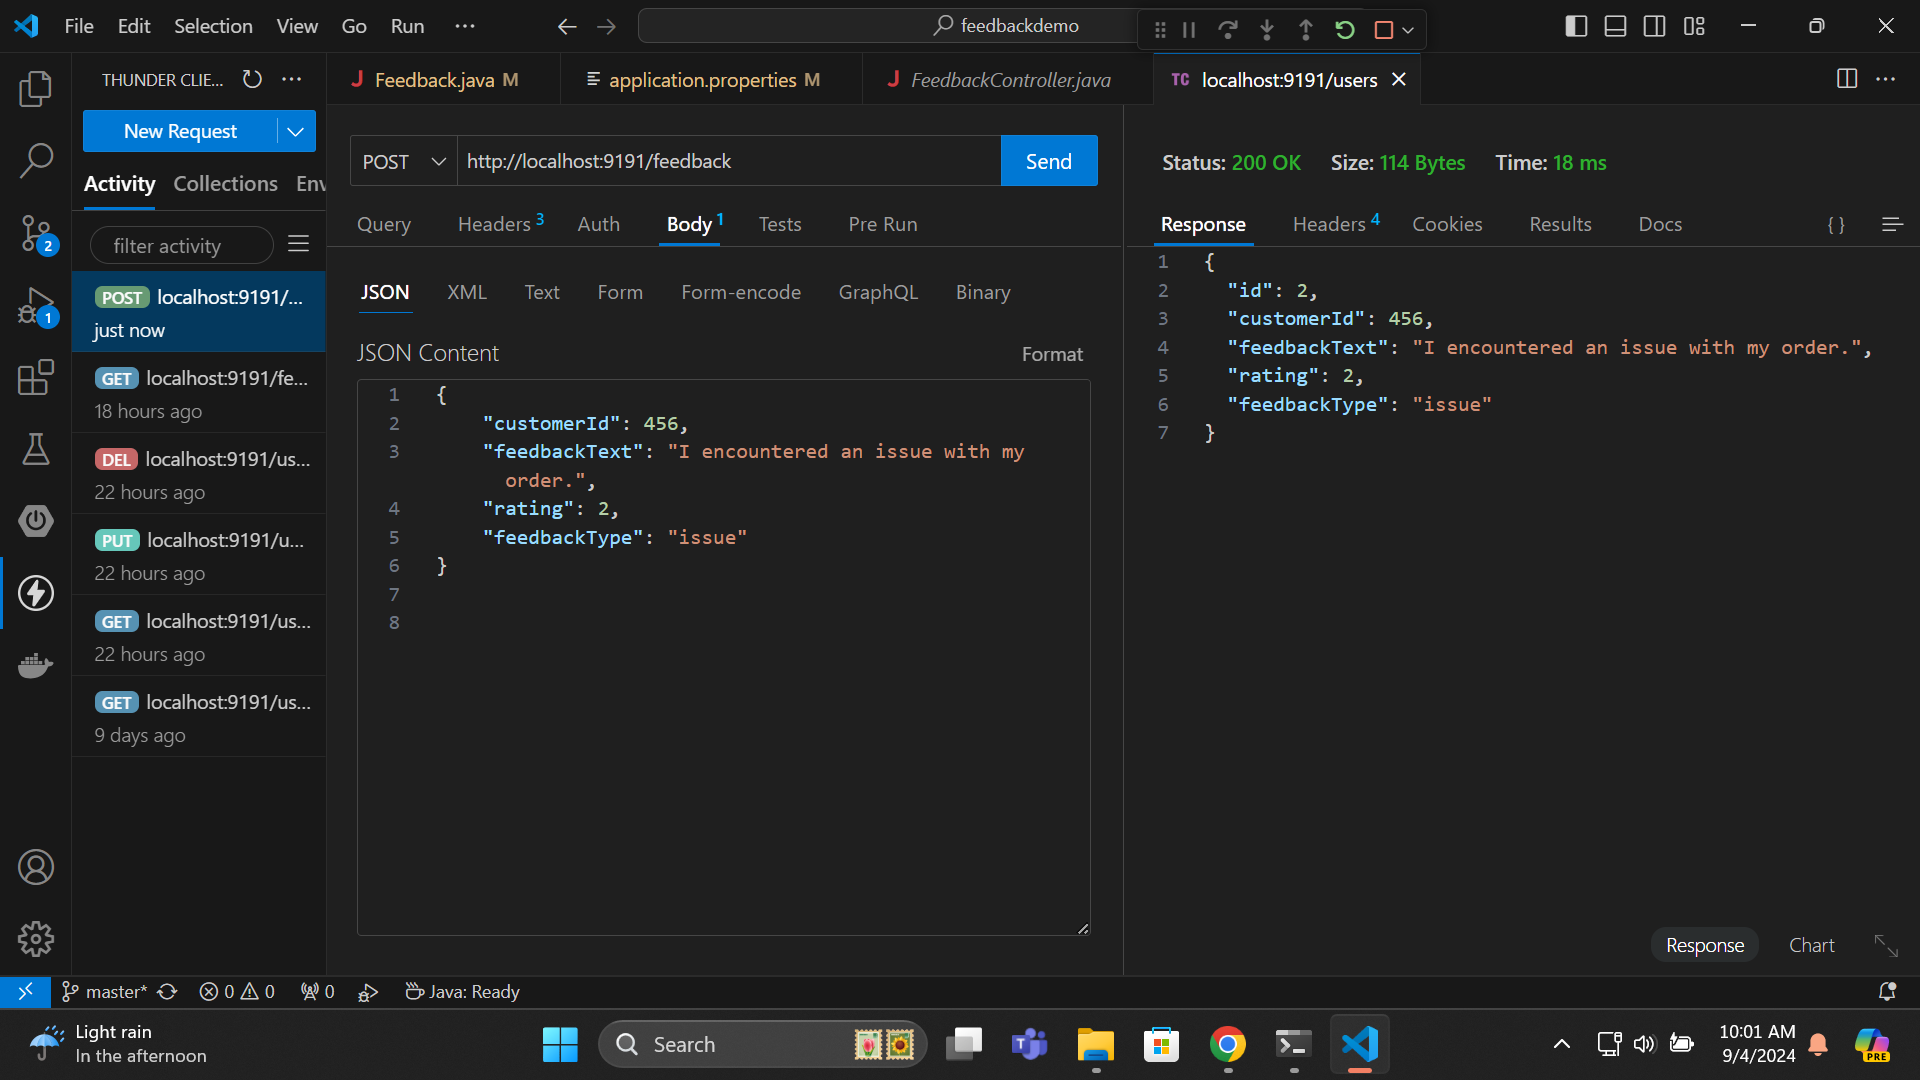 File Edit Selection View Go Run ···
feedbackdemo
THUNDER CLIE... ···
J Feedback.java M
application.properties M
J FeedbackController.java
TC localhost:9191/users
New Request
Activity Collections Env
filter activity
POST localhost:9191/...
just now
GET localhost:9191/fe...
18 hours ago
DEL localhost:9191/us...
22 hours ago
PUT localhost:9191/u...
22 hours ago
GET localhost:9191/us...
22 hours ago
GET localhost:9191/us...
9 days ago
2
1
POST http://localhost:9191/feedback Send
Query Headers 3 Auth Body 1 Tests Pre Run
JSON XML Text Form Form-encode GraphQL Binary
JSON Content Format
1 {
2 "customerId": 456,
3 "feedbackText": "I encountered an issue with my
order.",
4 "rating": 2,
5 "feedbackType": "issue"
6 }
7
8
Status: 200 OK Size: 114 Bytes Time: 18 ms
Response Headers 4 Cookies Results Docs { }
1 {
2 "id": 2,
3 "customerId": 456,
4 "feedbackText": "I encountered an issue with my order.",
5 "rating": 2,
6 "feedbackType": "issue"
7 }
Response Chart
master* 0 0 0 Java: Ready
Light rain
In the afternoon
Search
10:01 AM
9/4/2024
PRE